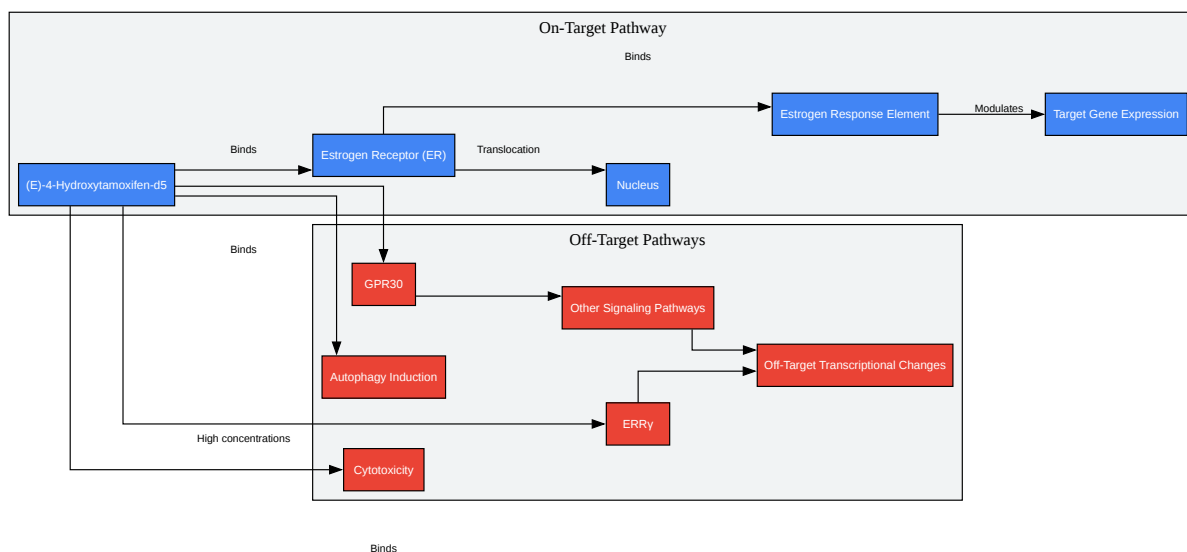 On-Target Pathway
Binds
Estrogen Response Element
Modulates
Target Gene Expression
Binds
Estrogen Receptor (ER)
Translocation
(E)-4-Hydroxytamoxifen-d5
Nucleus
Off-Target Pathways
Binds
GPR30
Other Signaling Pathways
Autophagy Induction
Off-Target Transcriptional Changes
ERRγ
High concentrations
Cytotoxicity
Binds